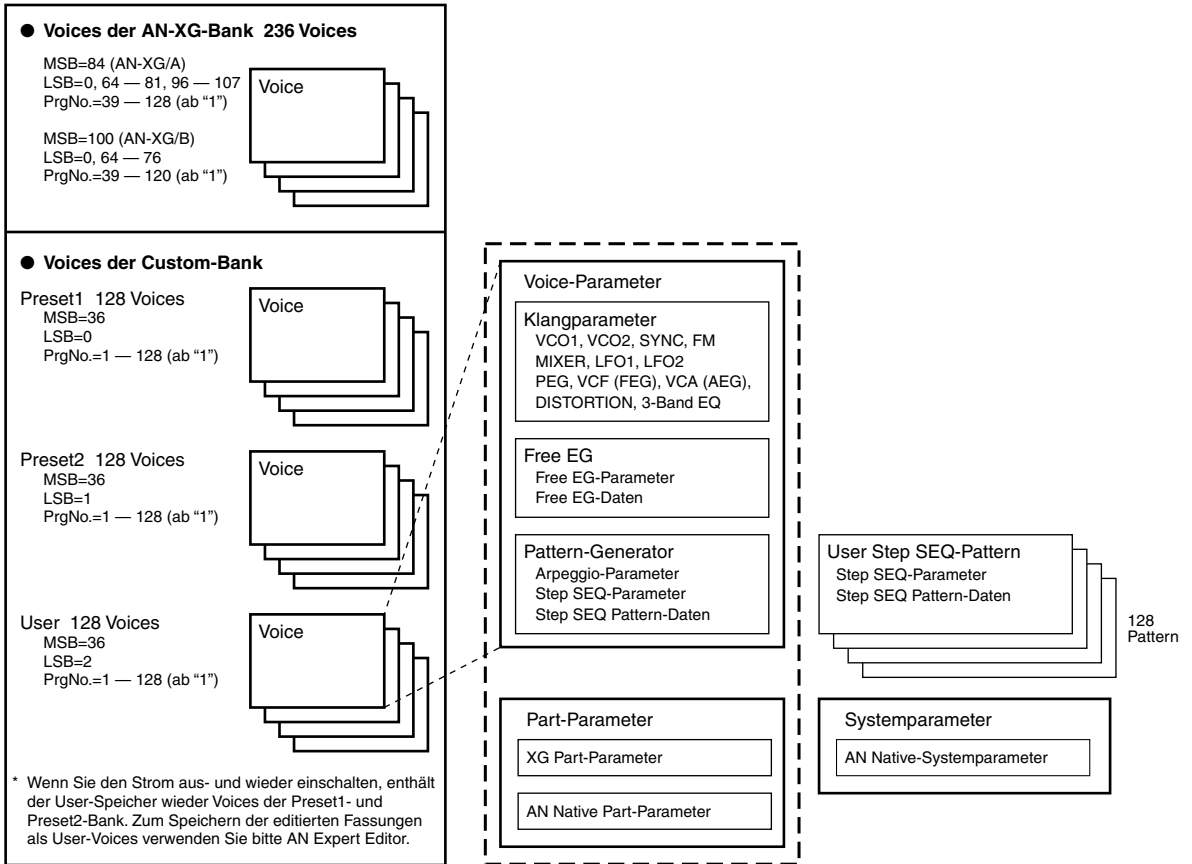 ● Voices der AN-XG-Bank 236 Voices
MSB=84 (AN-XG/A)
LSB=0, 64 — 81, 96 — 107
PrgNo.=39 — 128 (ab “1”)
MSB=100 (AN-XG/B)
LSB=0, 64 — 76
PrgNo.=39 — 120 (ab “1”)
Voice
● Voices der Custom-Bank
Preset1 128 Voices
MSB=36
LSB=0
PrgNo.=1 — 128 (ab “1”)
Voice
Preset2 128 Voices
MSB=36
LSB=1
PrgNo.=1 — 128 (ab “1”)
Voice
User 128 Voices
MSB=36
LSB=2
PrgNo.=1 — 128 (ab “1”)
Voice
* Wenn Sie den Strom aus- und wieder einschalten, enthält
der User-Speicher wieder Voices der Preset1- und
Preset2-Bank. Zum Speichern der editierten Fassungen
als User-Voices verwenden Sie bitte AN Expert Editor.
Voice-Parameter
Klangparameter
VCO1, VCO2, SYNC, FM
MIXER, LFO1, LFO2
PEG, VCF (FEG), VCA (AEG),
DISTORTION, 3-Band EQ
Free EG
Free EG-Parameter
Free EG-Daten
Pattern-Generator
Arpeggio-Parameter
Step SEQ-Parameter
Step SEQ Pattern-Daten
Part-Parameter
XG Part-Parameter
AN Native Part-Parameter
User Step SEQ-Pattern
Step SEQ-Parameter
Step SEQ Pattern-Daten
128
Pattern
Systemparameter
AN Native-Systemparameter